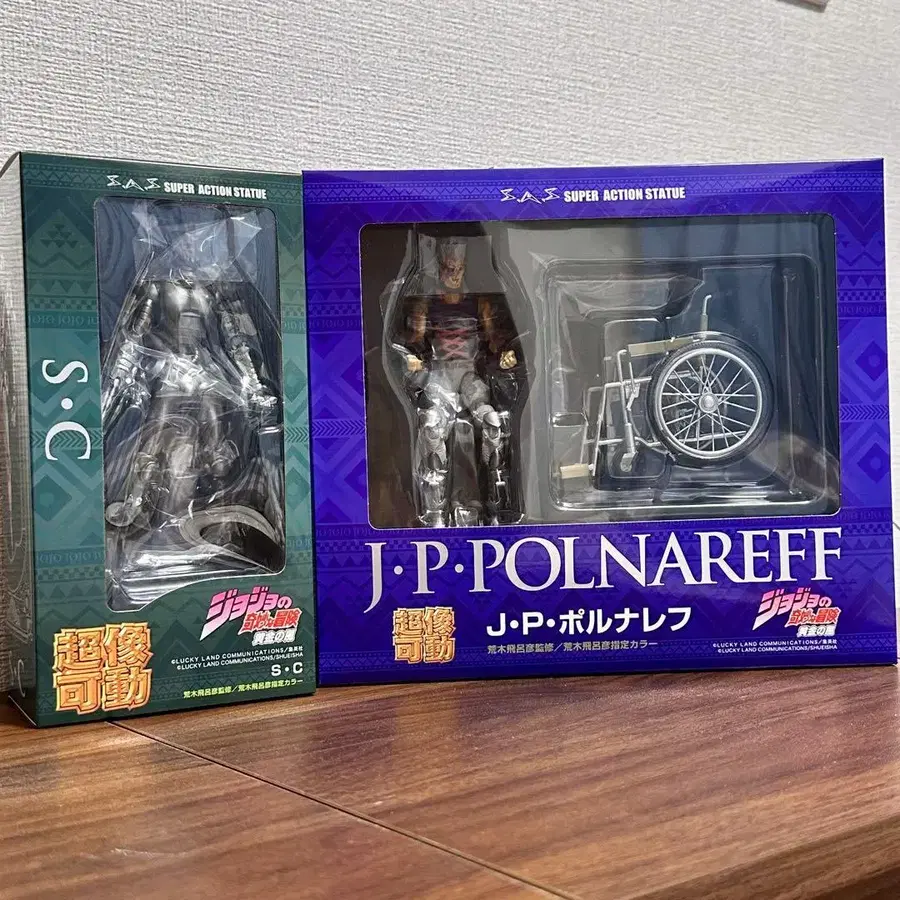 SAS SUPER ACTION STATUE
S・C
ジョジョの
奇妙な冒険
黄金の風
©LUCKY LAND COMMUNICATIONS/集英社
©LUCKY LAND COMMUNICATIONS/SHUEISHA
S・C
超像
可動
荒木飛呂彦監修/荒木飛呂彦指定カラー
SAS SUPER ACTION STATUE
J・P・POLNAREFF
超像
可動
J・P・ポルナレフ
荒木飛呂彦監修/荒木飛呂彦指定カラー
ジョジョの
奇妙な冒険
黄金の風
©LUCKY LAND COMMUNICATIONS/集英社
©LUCKY LAND COMMUNICATIONS/SHUEISHA